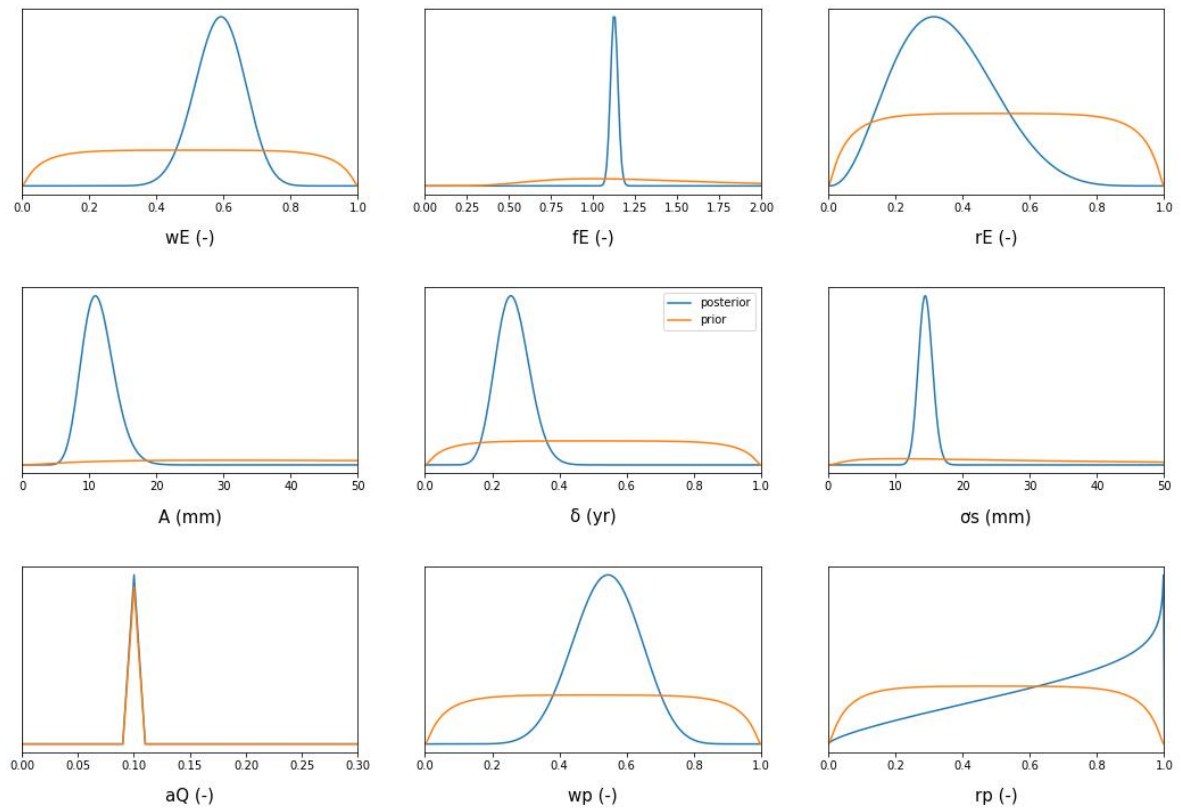 0.0 0.2 0.4 0.6 0.8 1.0
wE (-)
0.00 0.25 0.50 0.75 1.00 1.25 1.50 1.75 2.00
fE (-)
0.0 0.2 0.4 0.6 0.8 1.0
rE (-)
0 10 20 30 40 50
A (mm)
posterior
prior
0.0 0.2 0.4 0.6 0.8 1.0
δ (yr)
0 10 20 30 40 50
σs (mm)
0.00 0.05 0.10 0.15 0.20 0.25 0.30
aQ (-)
0.0 0.2 0.4 0.6 0.8 1.0
wp (-)
0.0 0.2 0.4 0.6 0.8 1.0
rp (-)